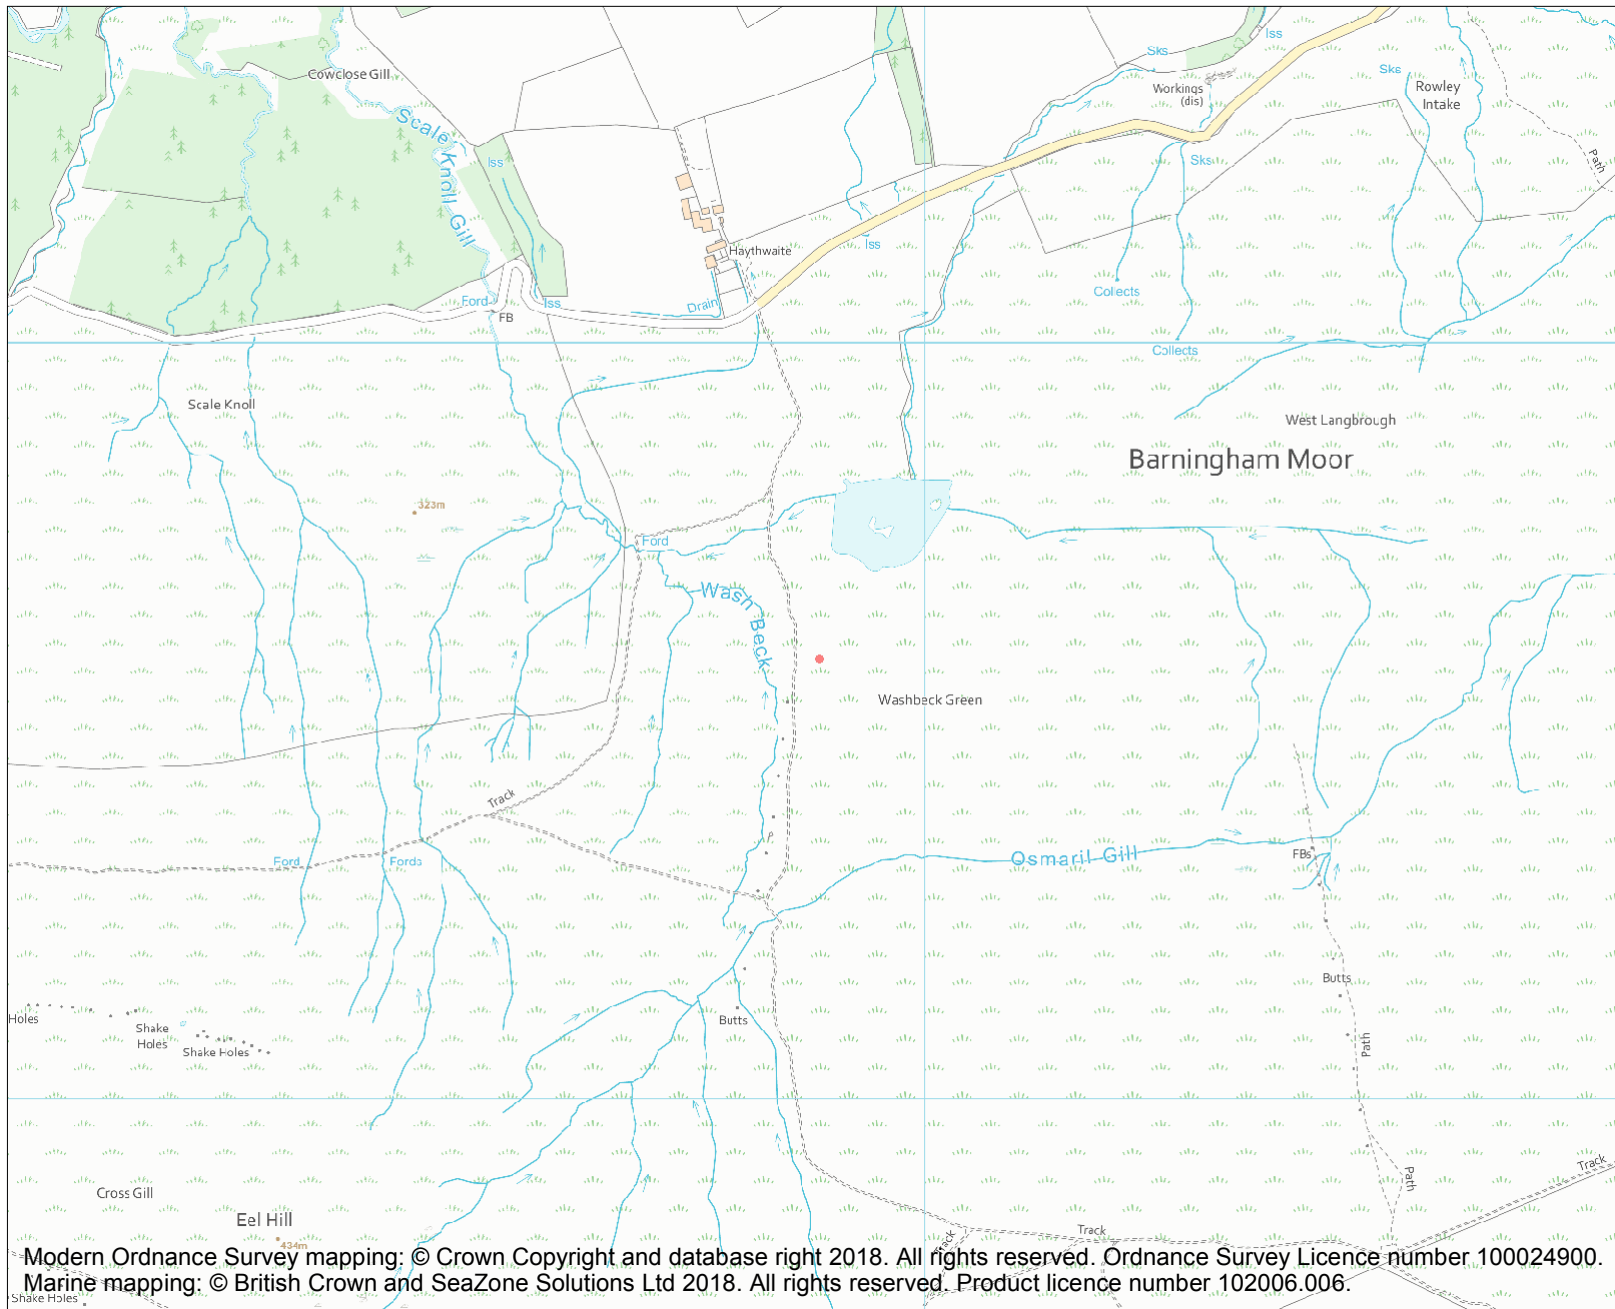 Cowclose Gill
Scale Knoll Gill
Iss
Sks
Iss
Workings
(dis)
Sks
Rowley
Intake
Path
Sks
Haythwaite
Iss
Collects
Ford
Iss
Drain
FB
Collects
Scale Knoll
West Langbrough
Barningham Moor
323m
Ford
Wash Beck
Washbeck Green
Track
Ford
Fords
Osmaril Gill
FBs
Butts
Holes
Shake
Holes
Shake Holes
Butts
Path
Cross Gill
Path
Track
Eel Hill
434m
Track
Track
Modern Ordnance Survey mapping: © Crown Copyright and database right 2018. All rights reserved. Ordnance Survey Licence number 100024900.
Marine mapping: © British Crown and SeaZone Solutions Ltd 2018. All rights reserved. Product licence number 102006.006.
Shake Holes